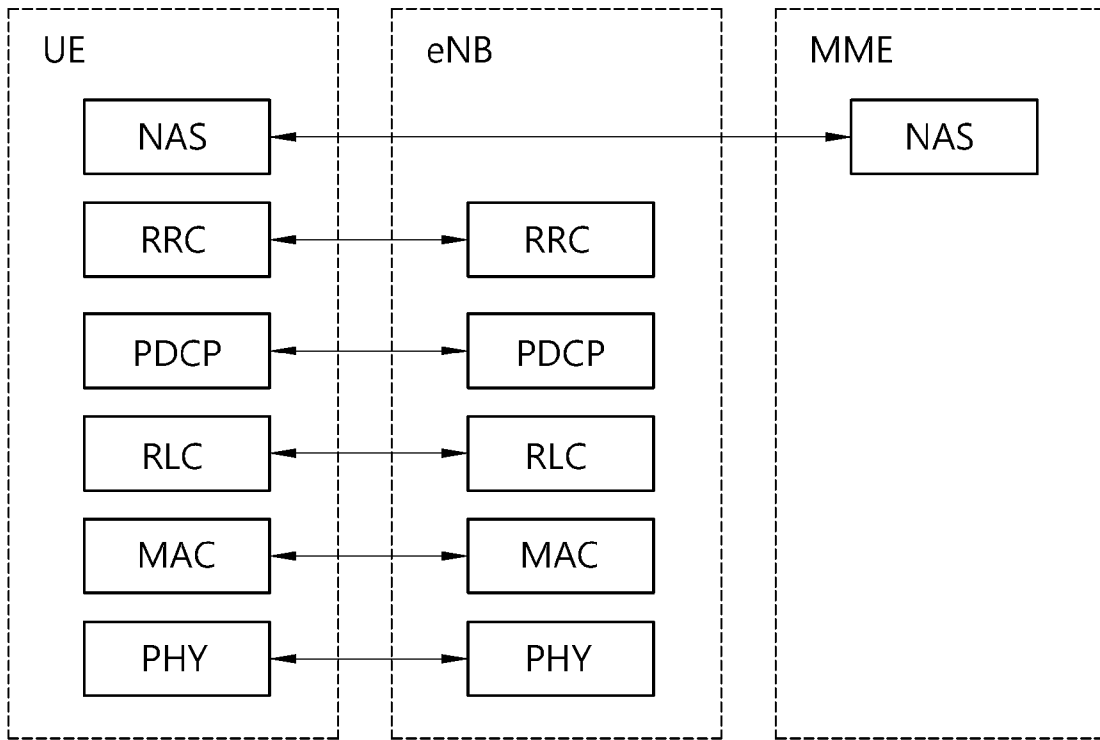 UE
eNB
MME
NAS
NAS
RRC
RRC
PDCP
PDCP
RLC
RLC
MAC
MAC
PHY
PHY